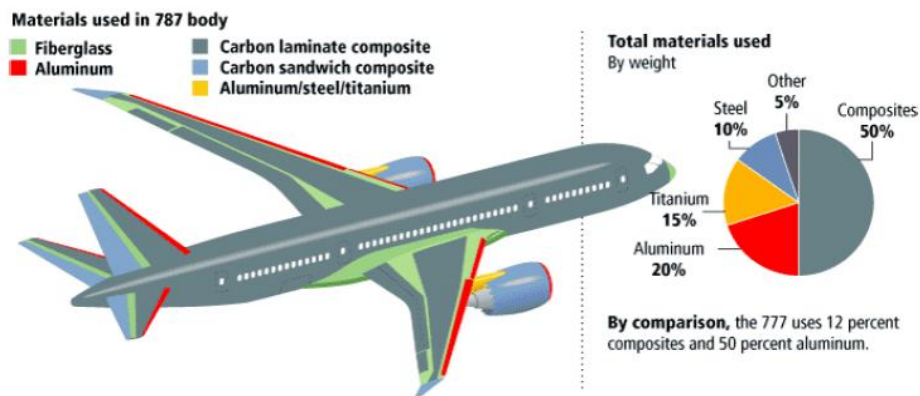 Materials used in 787 body
Fiberglass
Aluminum
Carbon laminate composite
Carbon sandwich composite
Aluminum/steel/titanium
Total materials used
By weight
Other
5%
Steel
10%
Composites
50%
Titanium
15%
Aluminum
20%
By comparison, the 777 uses 12 percent
composites and 50 percent aluminum.